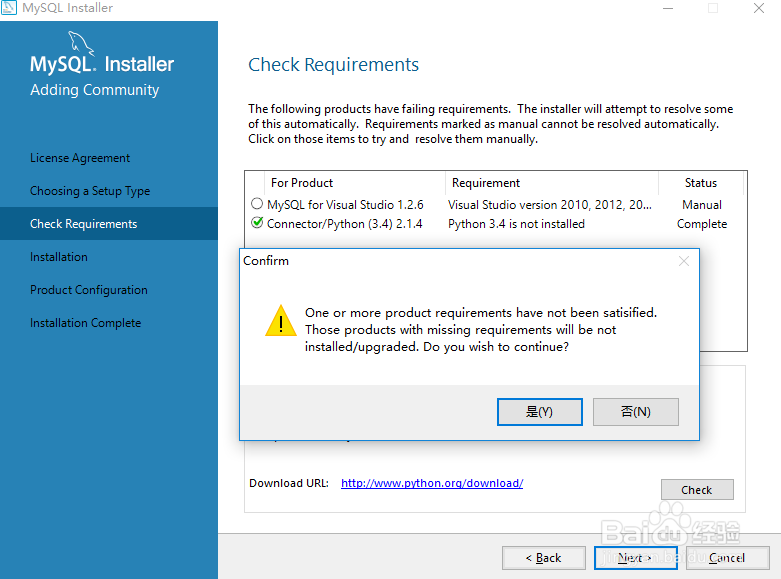 MySQL Installer
MySQL. Installer
Adding Community
License Agreement
Choosing a Setup Type
Check Requirements
Installation
Product Configuration
Installation Complete
Check Requirements
The following products have failing requirements. The installer will attempt to resolve some
of this automatically. Requirements marked as manual cannot be resolved automatically.
Click on those items to try and resolve them manually.
For Product Requirement Status
MySQL for Visual Studio 1.2.6 Visual Studio version 2010, 2012, 20... Manual
Connector/Python (3.4) 2.1.4 Python 3.4 is not installed Complete
Confirm
One or more product requirements have not been satisified.
Those products with missing requirements will be not
installed/upgraded. Do you wish to continue?
是(Y) 否(N)
Download URL: http://www.python.org/download/
Check
Baidu 经验
< Back Next > Cancel